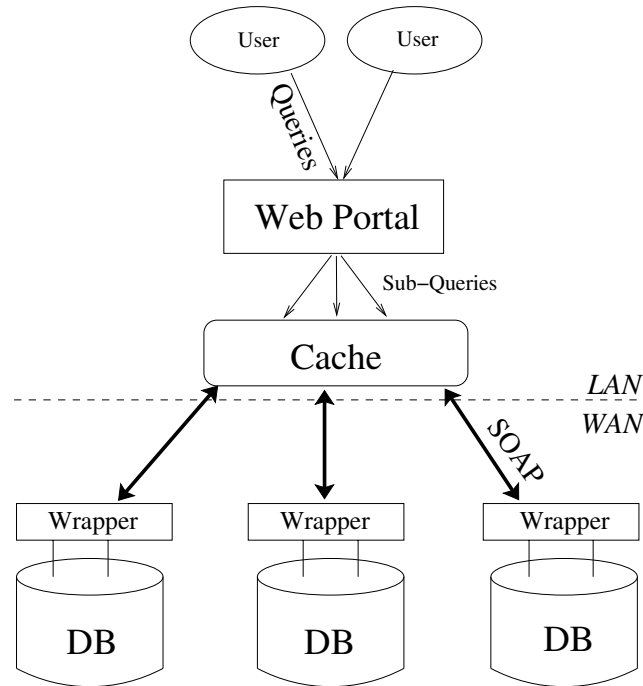 User
User
Queries
Web Portal
Sub-Queries
Cache
LAN
WAN
SOAP
Wrapper
Wrapper
Wrapper
DB
DB
DB